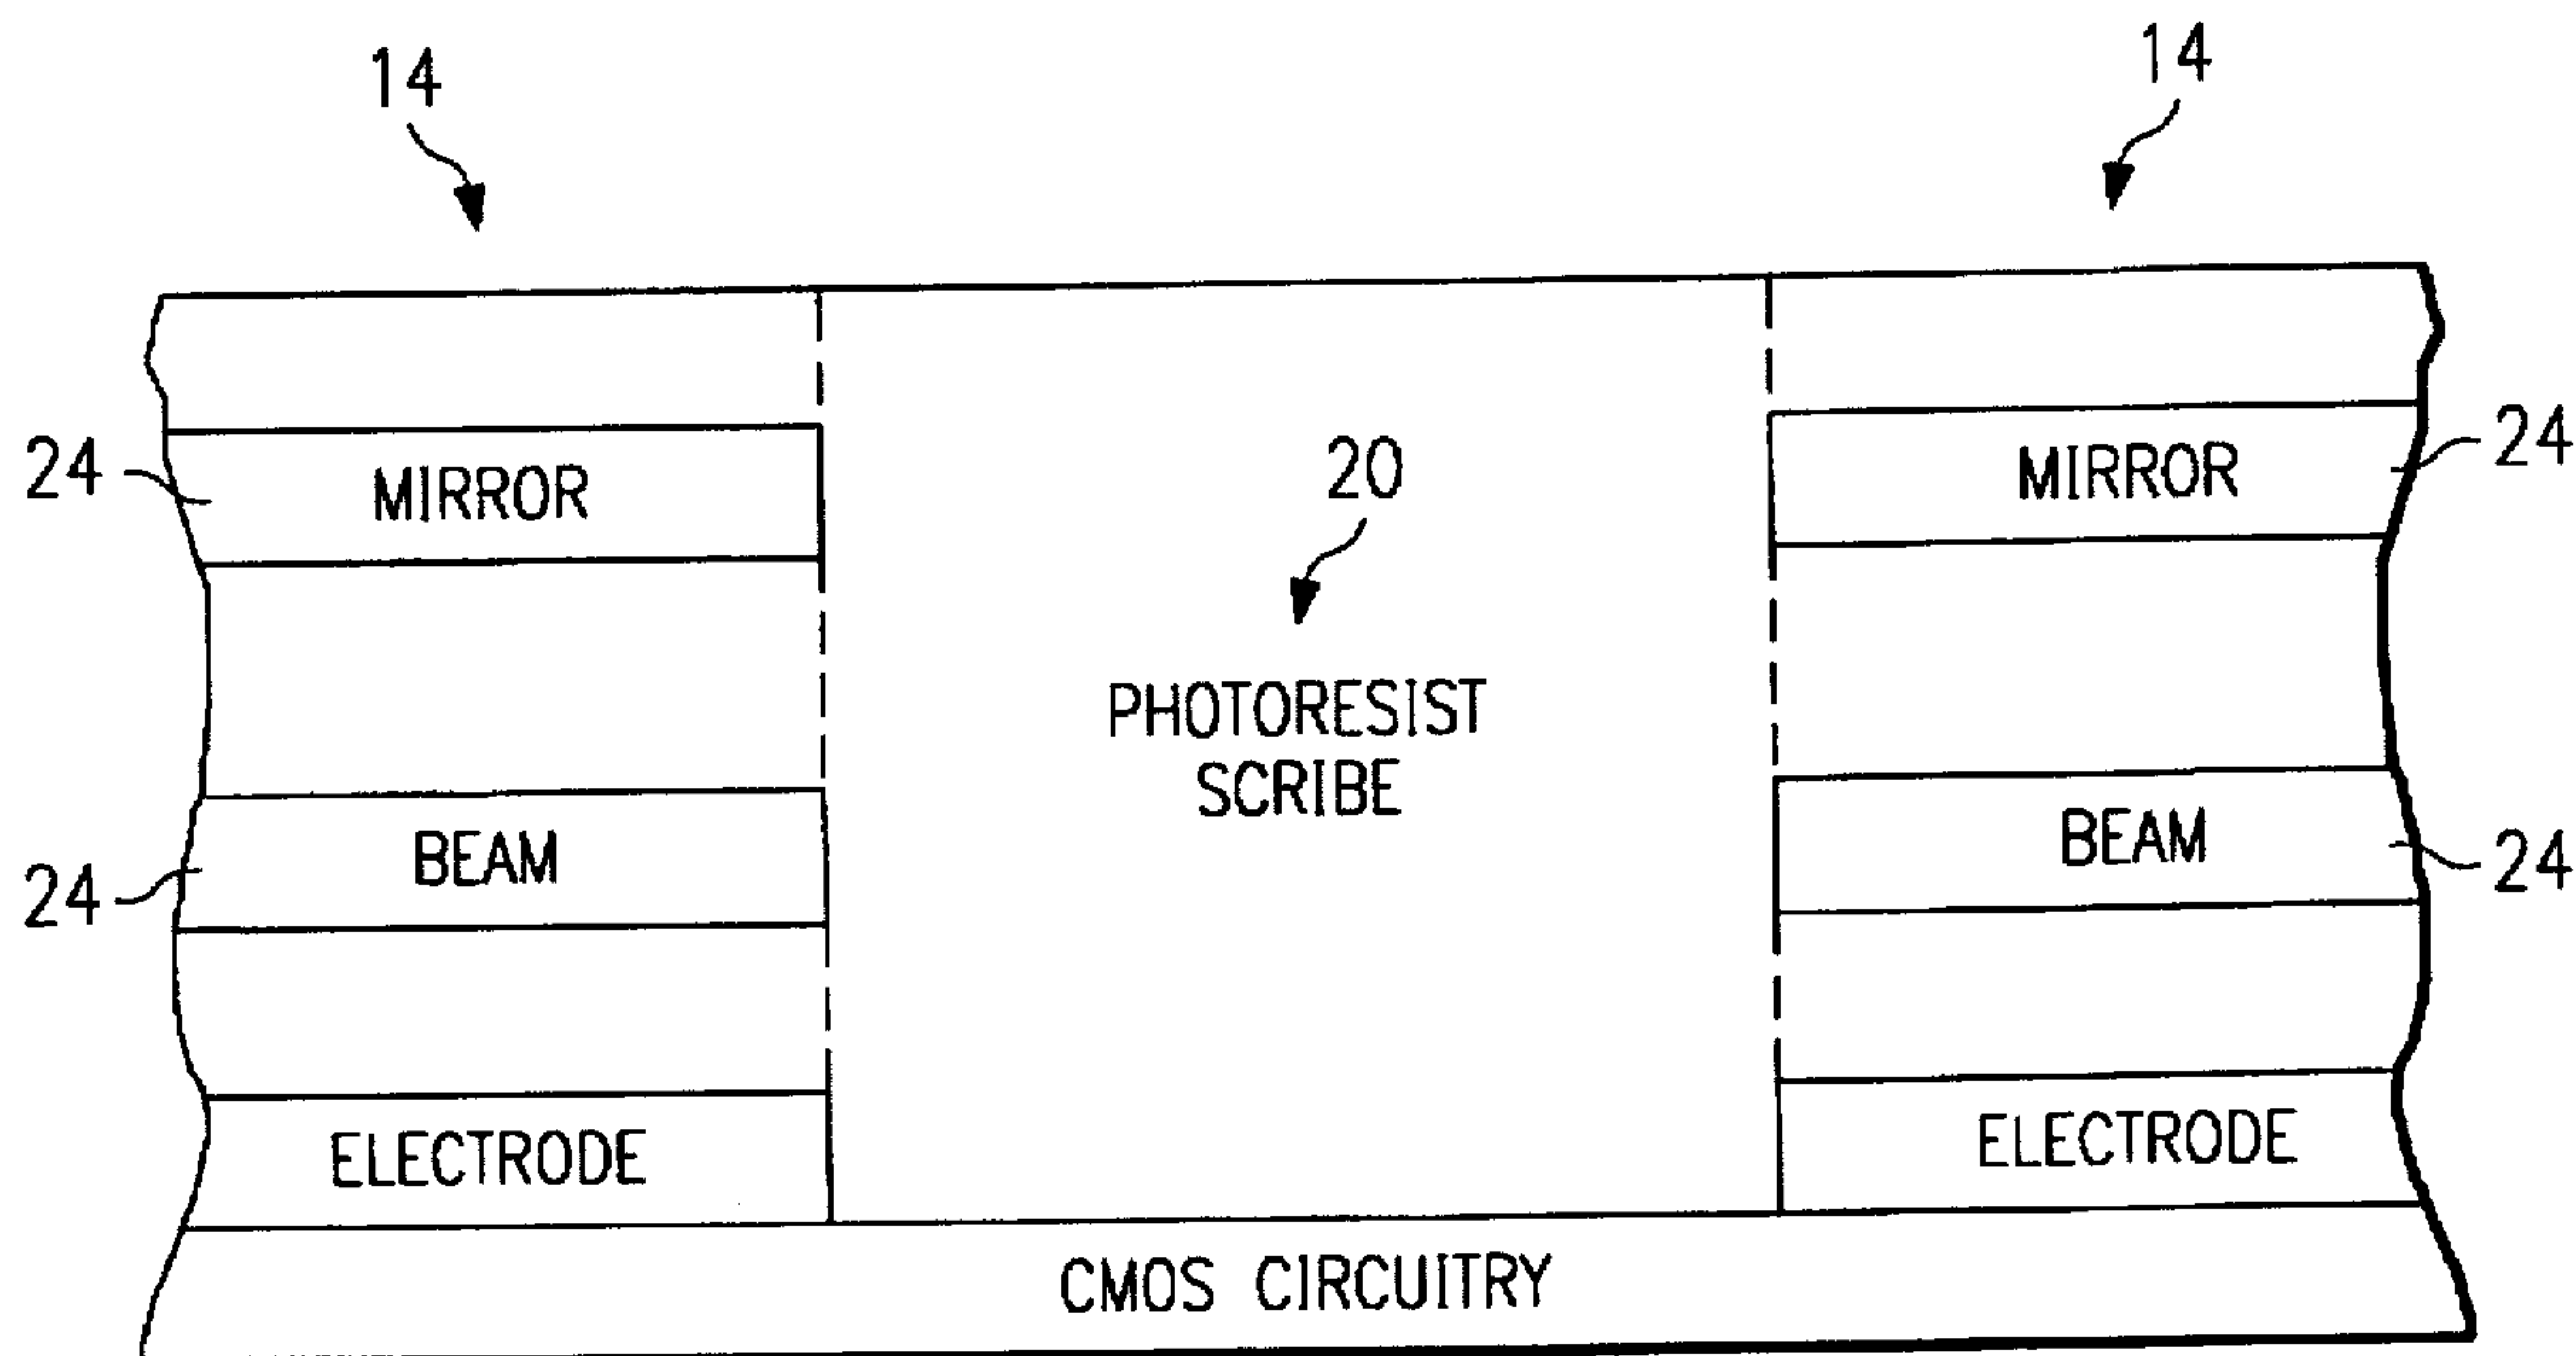 14
14
24
MIRROR
20
MIRROR
24
PHOTORESIST
SCRIBE
24
BEAM
BEAM
24
ELECTRODE
ELECTRODE
CMOS CIRCUITRY